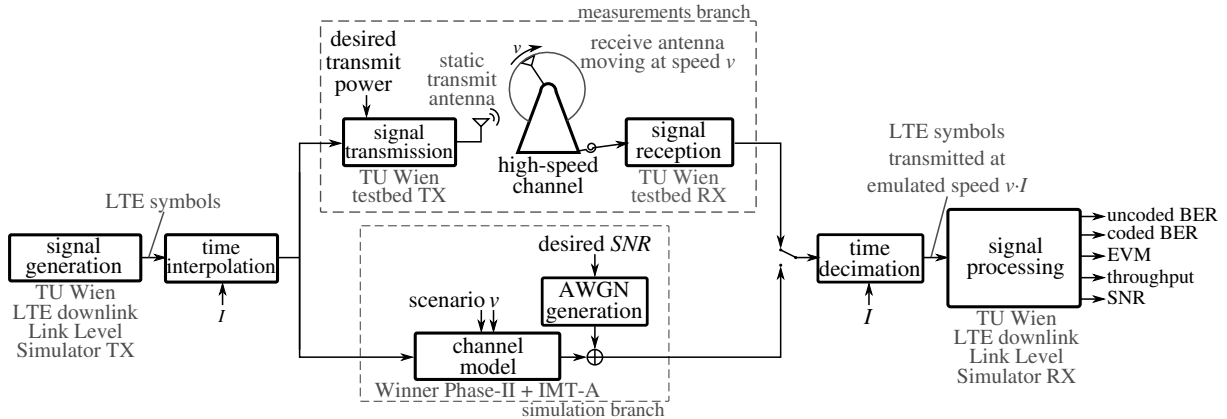 measurements branch
desired
transmit
power
static
transmit
antenna
v
receive antenna
moving at speed v
signal
transmission
TU Wien
testbed TX
high-speed
channel
signal
reception
TU Wien
testbed RX
LTE symbols
signal
generation
TU Wien
LTE downlink
Link Level
Simulator TX
time
interpolation
I
desired SNR
AWGN
generation
scenario v
channel
model
Winner Phase-II + IMT-A
simulation branch
time
decimation
I
LTE symbols
transmitted at
emulated speed v·I
signal
processing
TU Wien
LTE downlink
Link Level
Simulator RX
uncoded BER
coded BER
EVM
throughput
SNR